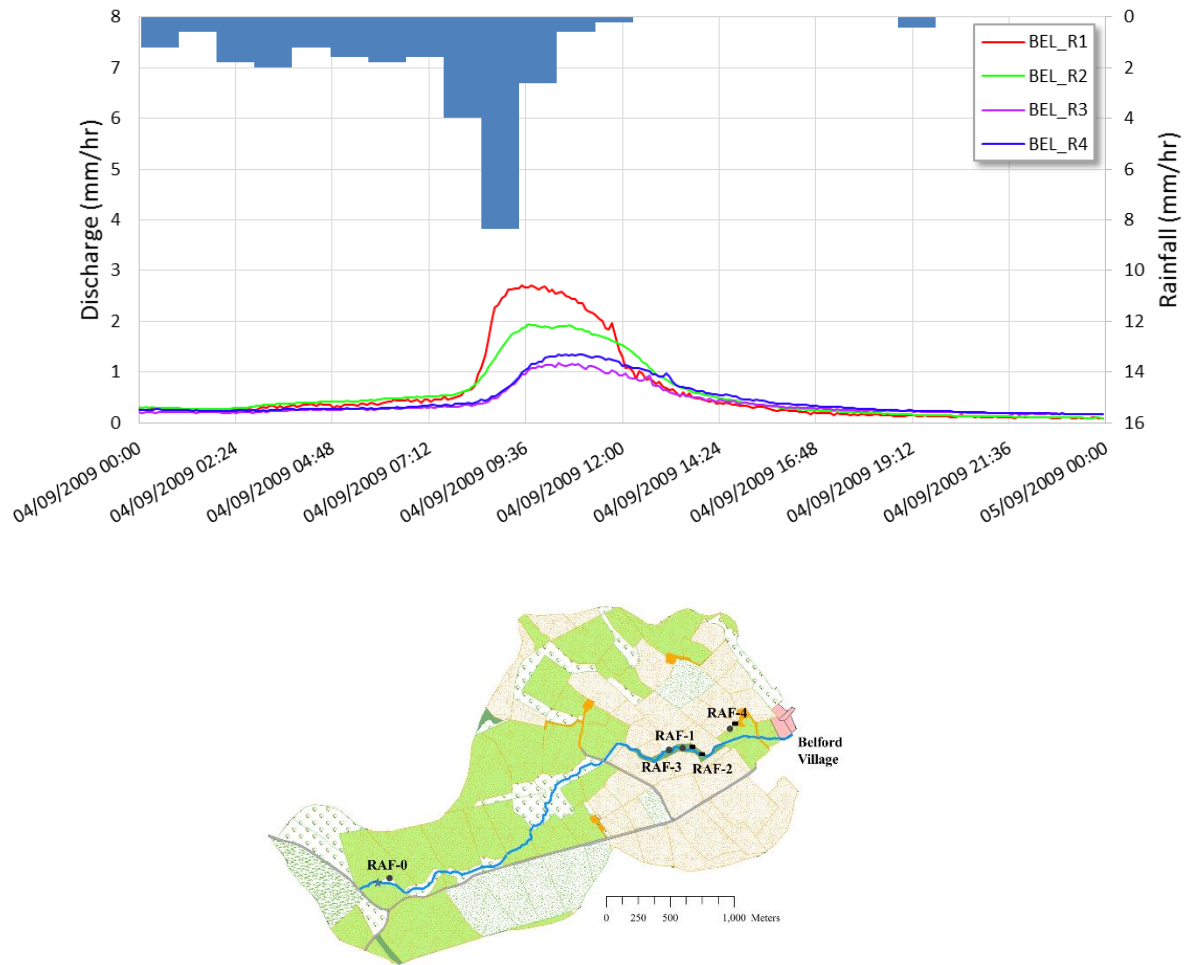 8
7
6
5
4
3
2
1
0
Discharge (mm/hr)
0
2
4
6
8
10
12
14
16
Rainfall (mm/hr)
BEL_R1
BEL_R2
BEL_R3
BEL_R4
04/09/2009 00:00
04/09/2009 02:24
04/09/2009 04:48
04/09/2009 07:12
04/09/2009 09:36
04/09/2009 12:00
04/09/2009 14:24
04/09/2009 16:48
04/09/2009 19:12
04/09/2009 21:36
05/09/2009 00:00
RAF-4
RAF-1
RAF-3
RAF-2
Belford
Village
RAF-0
0 250 500 1,000 Meters